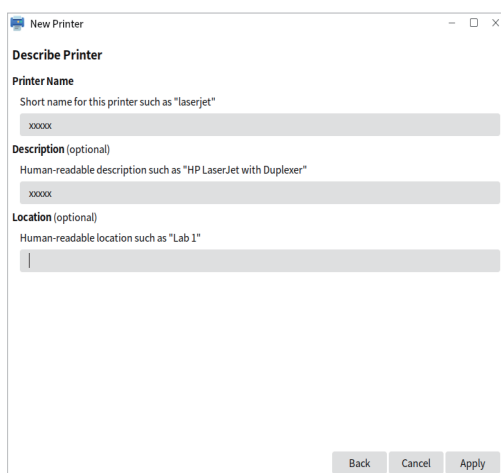 New Printer
Describe Printer
Printer Name
Short name for this printer such as "laserjet"
xxxxx
Description (optional)
Human-readable description such as "HP LaserJet with Duplexer"
xxxxx
Location (optional)
Human-readable location such as "Lab 1"
Back Cancel Apply